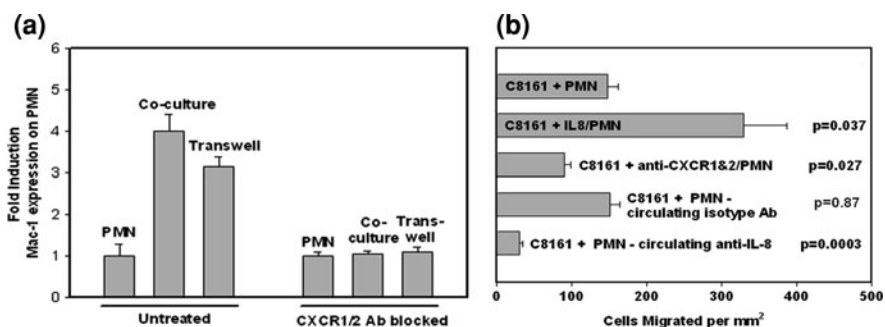 (a)
Fold Induction
Mac-1 expression on PMN
6
5
4
3
2
1
0
PMN
Co-culture
Transwell
PMN
Co-
culture
Trans-
well
Untreated
CXCR1/2 Ab blocked
(b)
C8161 + PMN
C8161 + IL8/PMN
p=0.037
C8161 + anti-CXCR1&2/PMN
p=0.027
C8161 + PMN -
circulating isotype Ab
p=0.87
C8161 + PMN - circulating anti-IL-8
p=0.0003
0 100 200 300 400 500
Cells Migrated per mm²